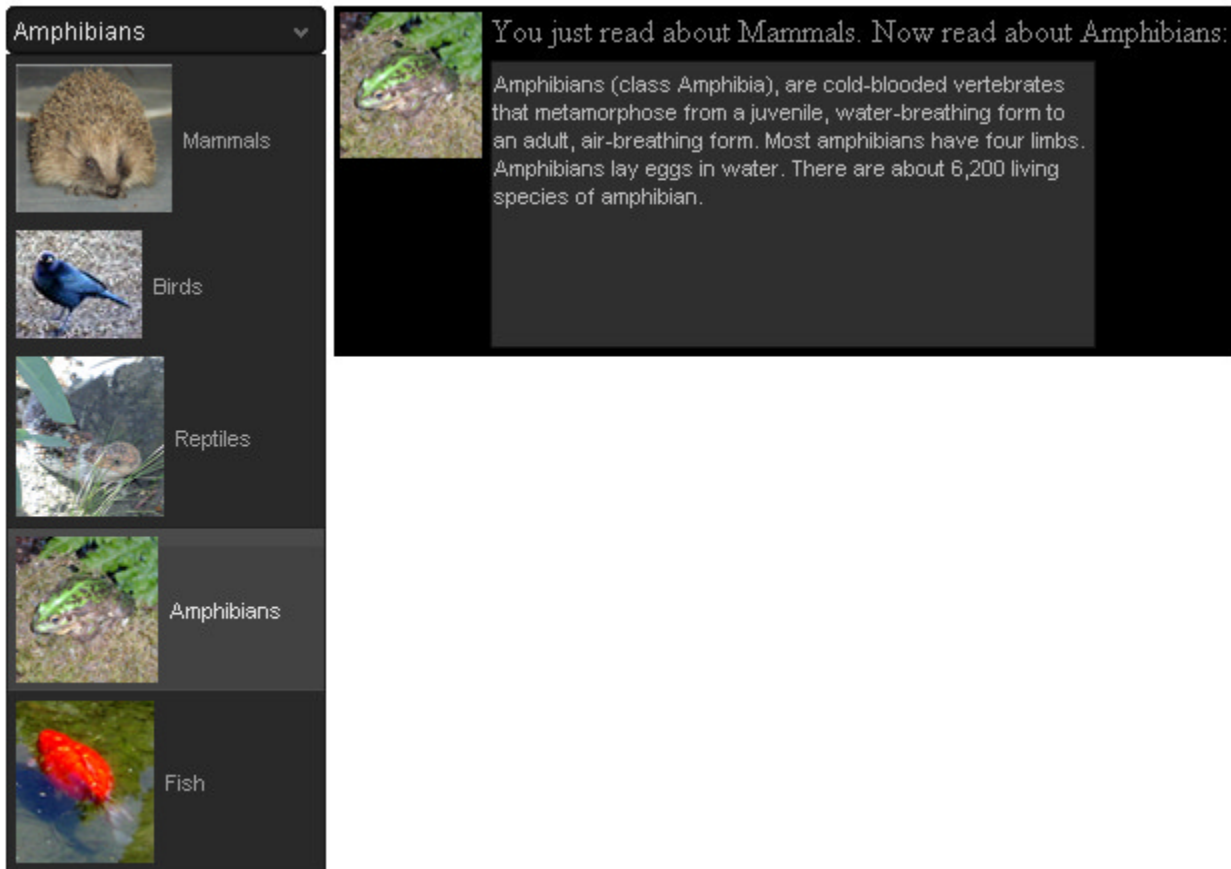 Amphibians
Mammals
Birds
Reptiles
Amphibians
Fish
You just read about Mammals. Now read about Amphibians:
Amphibians (class Amphibia), are cold-blooded vertebrates
that metamorphose from a juvenile, water-breathing form to
an adult, air-breathing form. Most amphibians have four limbs.
Amphibians lay eggs in water. There are about 6,200 living
species of amphibian.